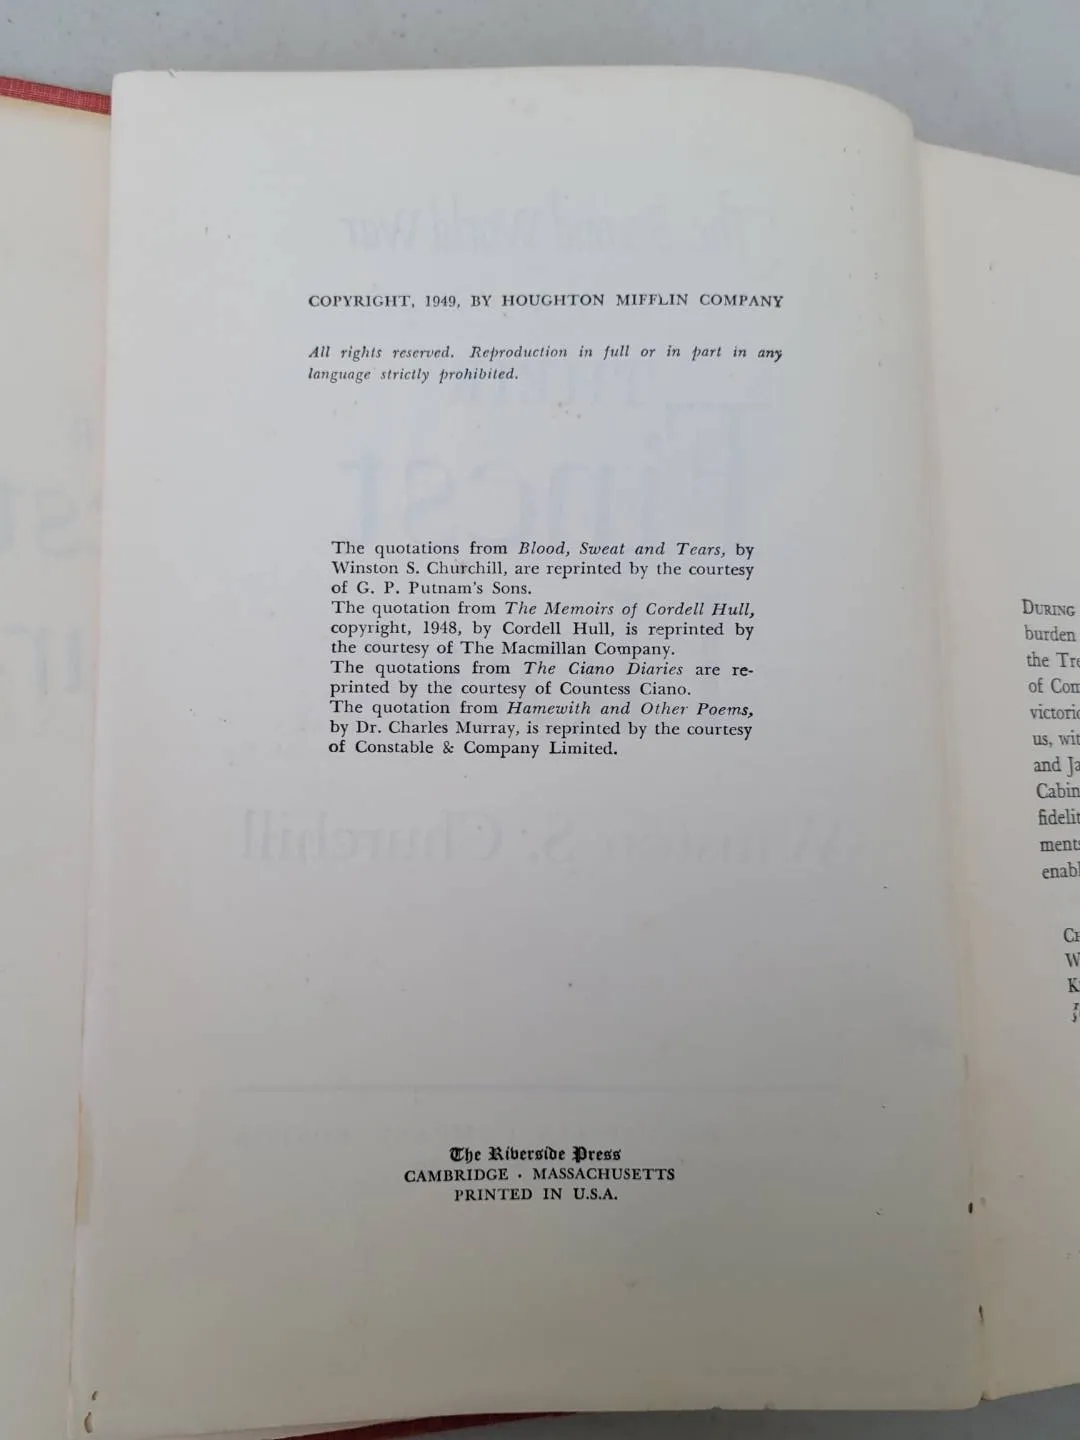 COPYRIGHT, 1949, BY HOUGHTON MIFFLIN COMPANY
All rights reserved. Reproduction in full or in part in any
language strictly prohibited.
The quotations from Blood, Sweat and Tears, by
Winston S. Churchill, are reprinted by the courtesy
of G. P. Putnam's Sons.
The quotation from The Memoirs of Cordell Hull,
copyright, 1948, by Cordell Hull, is reprinted by
the courtesy of The Macmillan Company.
The quotations from The Ciano Diaries are re-
printed by the courtesy of Countess Ciano.
The quotation from Hamewith and Other Poems,
by Dr. Charles Murray, is reprinted by the courtesy
of Constable & Company Limited.
The Riverside Press
CAMBRIDGE · MASSACHUSETTS
PRINTED IN U.S.A.
DURING
burden
the Tre
of Com
victorio
us, wit
and Ja
Cabin
fidelit
ments
enabl
W